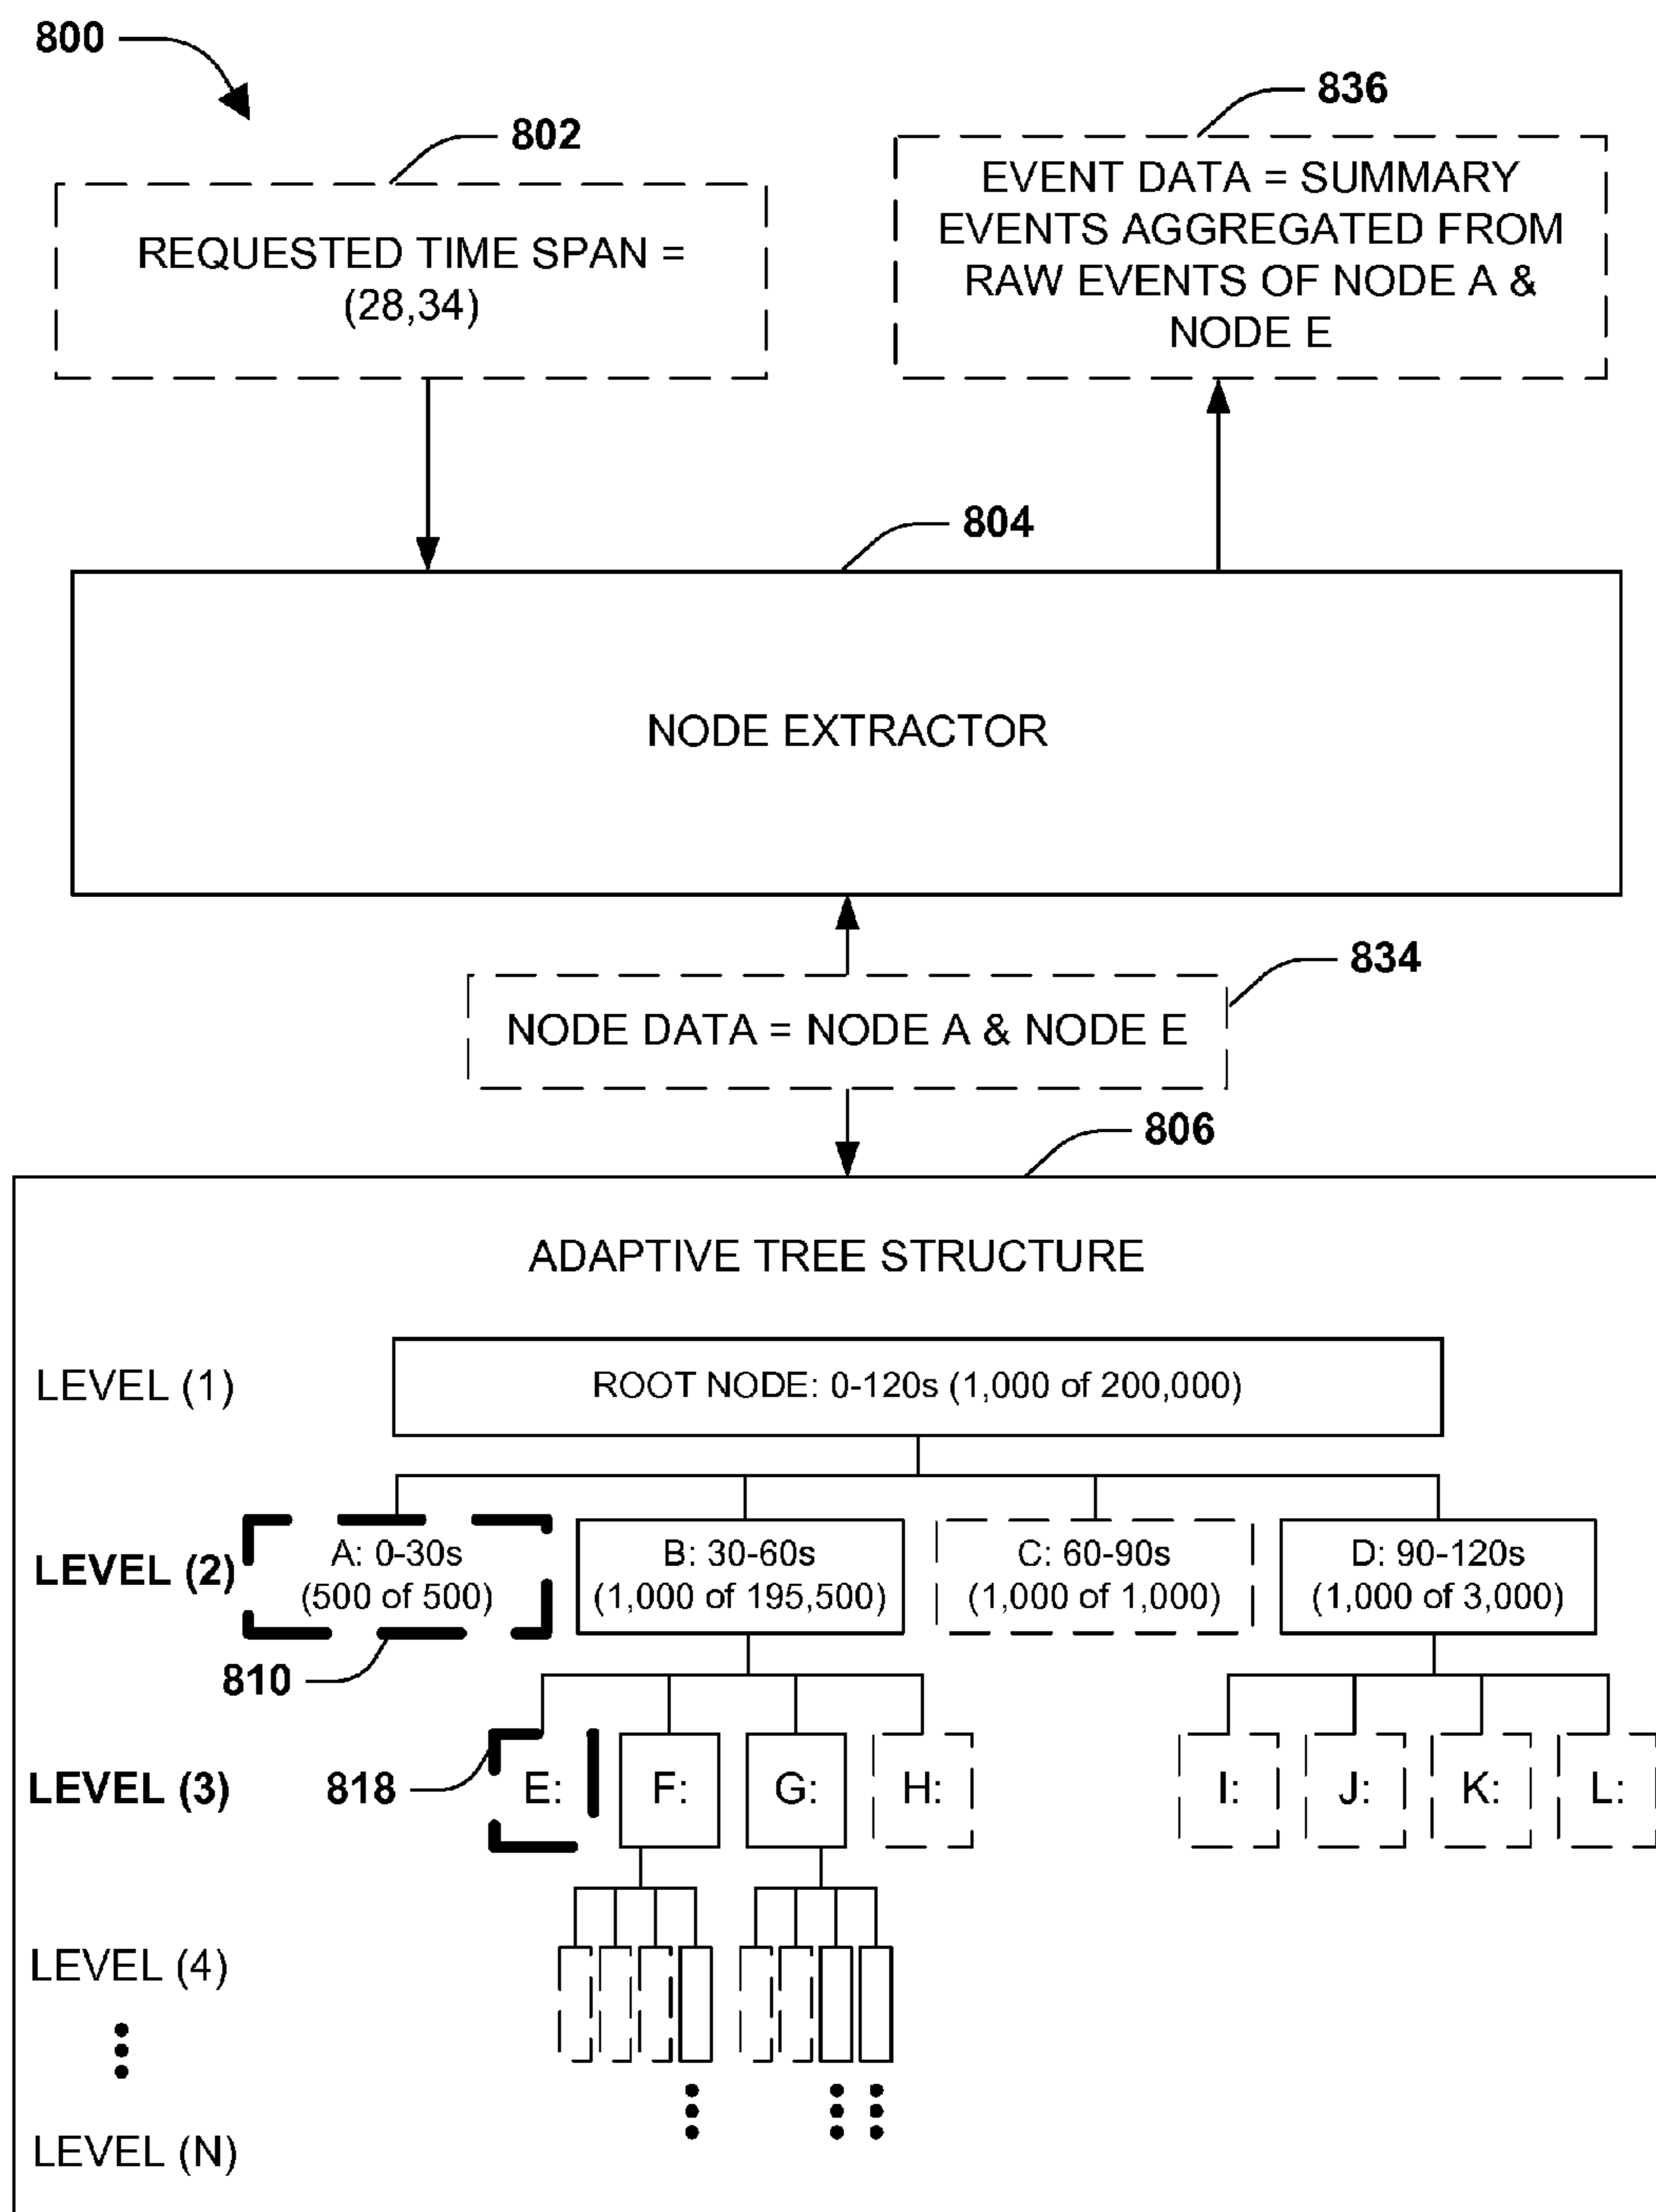 800
836
802
EVENT DATA = SUMMARY
EVENTS AGGREGATED FROM
RAW EVENTS OF NODE A &
NODE E
REQUESTED TIME SPAN =
(28,34)
804
NODE EXTRACTOR
834
NODE DATA = NODE A & NODE E
806
ADAPTIVE TREE STRUCTURE
LEVEL (1)
ROOT NODE: 0-120s (1,000 of 200,000)
LEVEL (2)
A: 0-30s
(500 of 500)
B: 30-60s
(1,000 of 195,500)
C: 60-90s
(1,000 of 1,000)
D: 90-120s
(1,000 of 3,000)
810
LEVEL (3)
818
E:
F:
G:
H:
I:
J:
K:
L:
LEVEL (4)
LEVEL (N)